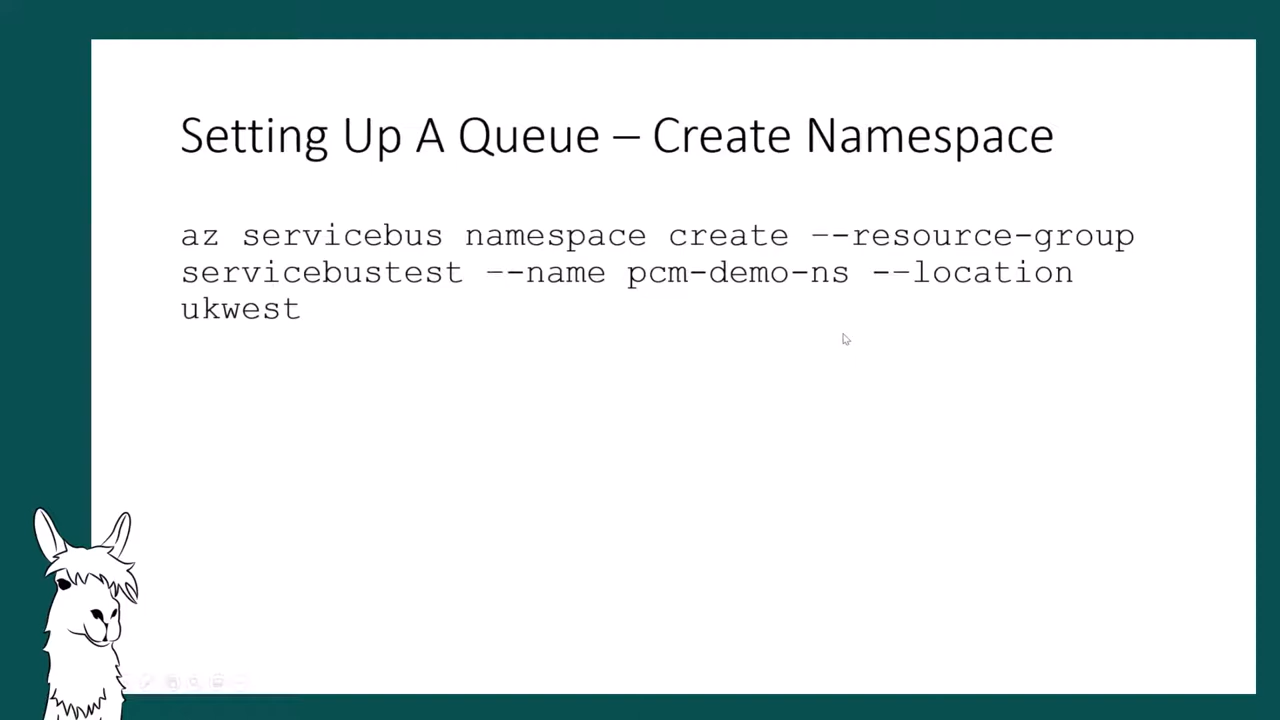 Setting Up A Queue – Create Namespace
az servicebus namespace create –-resource-group
servicebustest –-name pcm-demo-ns -–location
ukwest